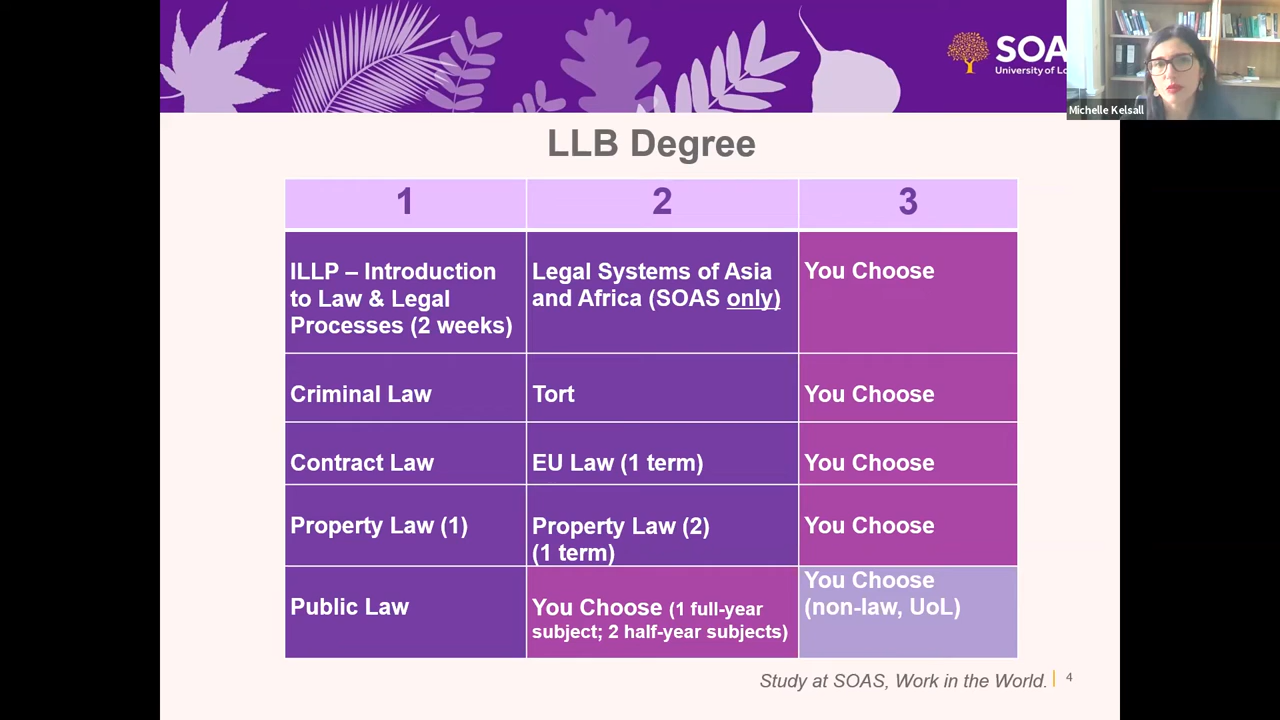 SOA
University of Lo
Michelle Kelsall
LLB Degree
1
2
3
ILLP – Introduction
to Law & Legal
Processes (2 weeks)
Legal Systems of Asia
and Africa (SOAS only)
You Choose
Criminal Law
Tort
You Choose
Contract Law
EU Law (1 term)
You Choose
Property Law (1)
Property Law (2)
(1 term)
You Choose
Public Law
You Choose (1 full-year
subject; 2 half-year subjects)
You Choose
(non-law, UoL)
Study at SOAS, Work in the World.
4